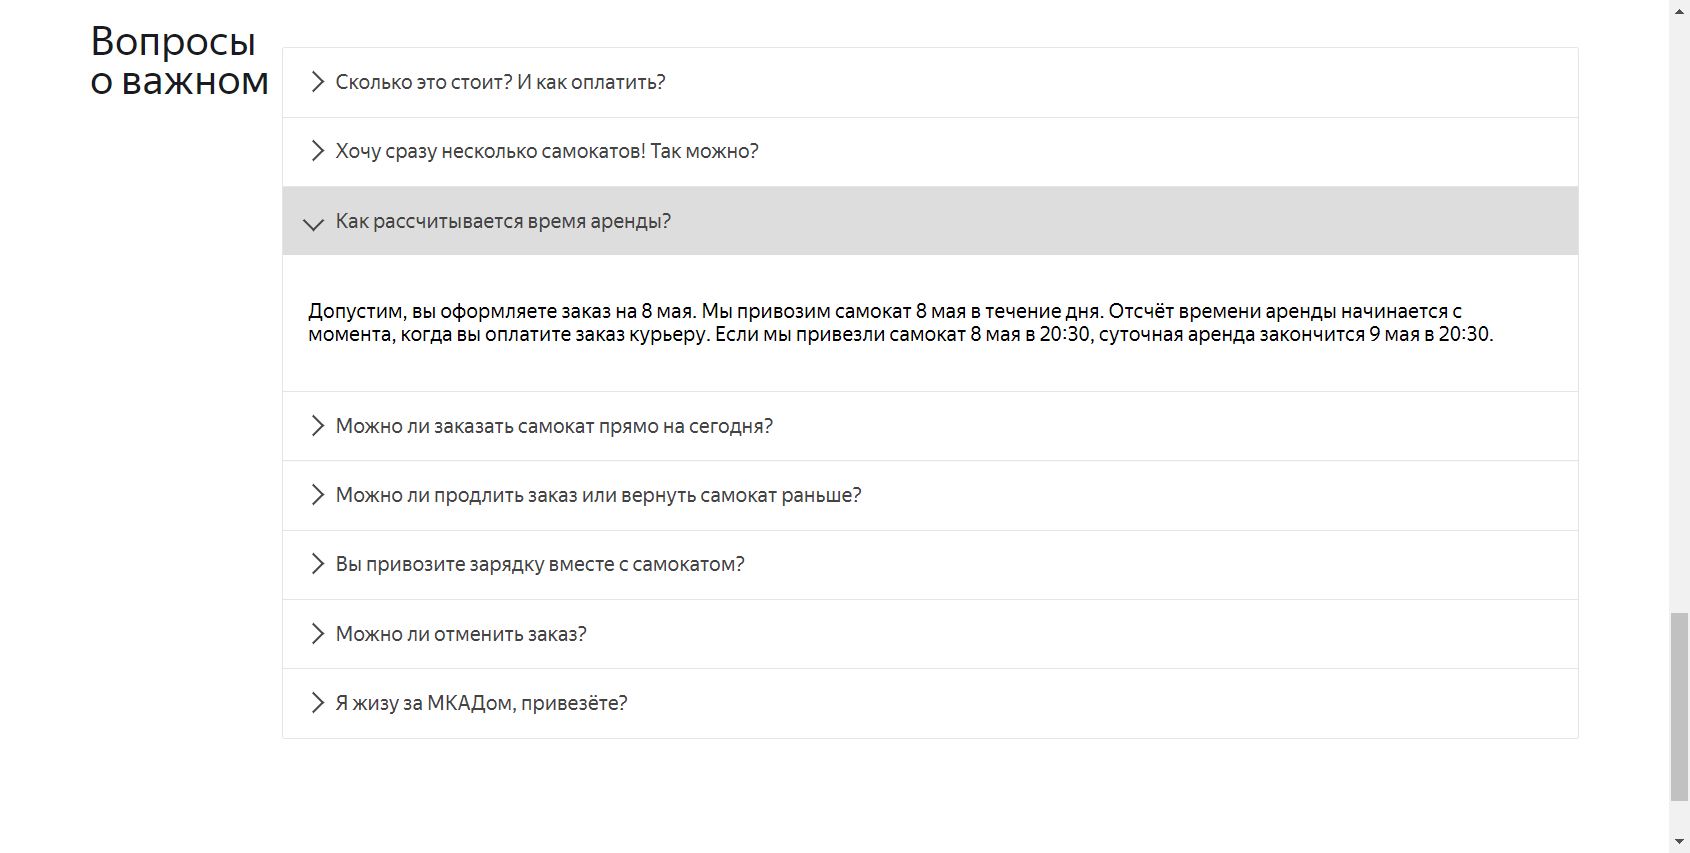 Вопросы
о важном
Сколько это стоит? И как оплатить?
Хочу сразу несколько самокатов! Так можно?
Как рассчитывается время аренды?
Допустим, вы оформляете заказ на 8 мая. Мы привозим самокат 8 мая в течение дня. Отсчёт времени аренды начинается с
момента, когда вы оплатите заказ курьеру. Если мы привезли самокат 8 мая в 20:30, суточная аренда закончится 9 мая в 20:30.
Можно ли заказать самокат прямо на сегодня?
Можно ли продлить заказ или вернуть самокат раньше?
Вы привозите зарядку вместе с самокатом?
Можно ли отменить заказ?
Я жизу за МКАДом, привезёте?